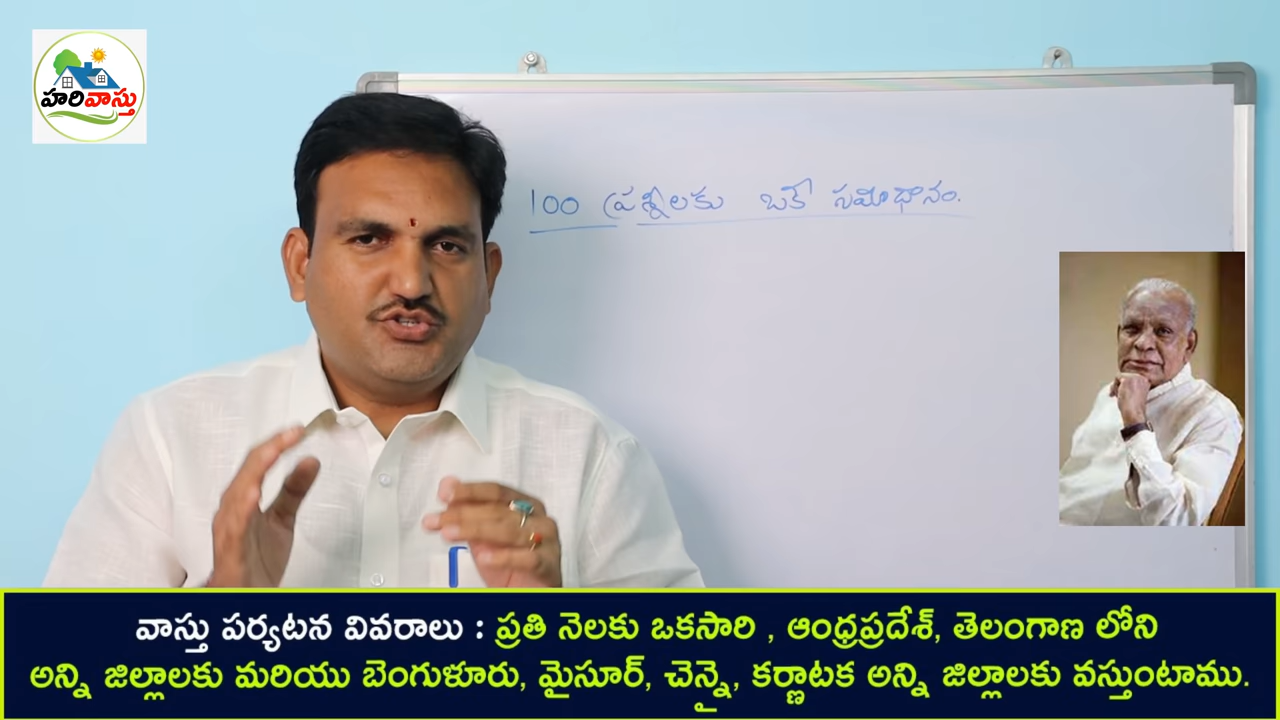 హరివాస్తు
100 ప్రశ్నలకు ఒకే సమాధానం.
వాస్తు పర్యటన వివరాలు : ప్రతి నెలకు ఒకసారి , ఆంధ్రప్రదేశ్, తెలంగాణ లోని
అన్ని జిల్లాలకు మరియు బెంగుళూరు, మైసూర్, చెన్నై, కర్ణాటక అన్ని జిల్లాలకు వస్తుంటాము.